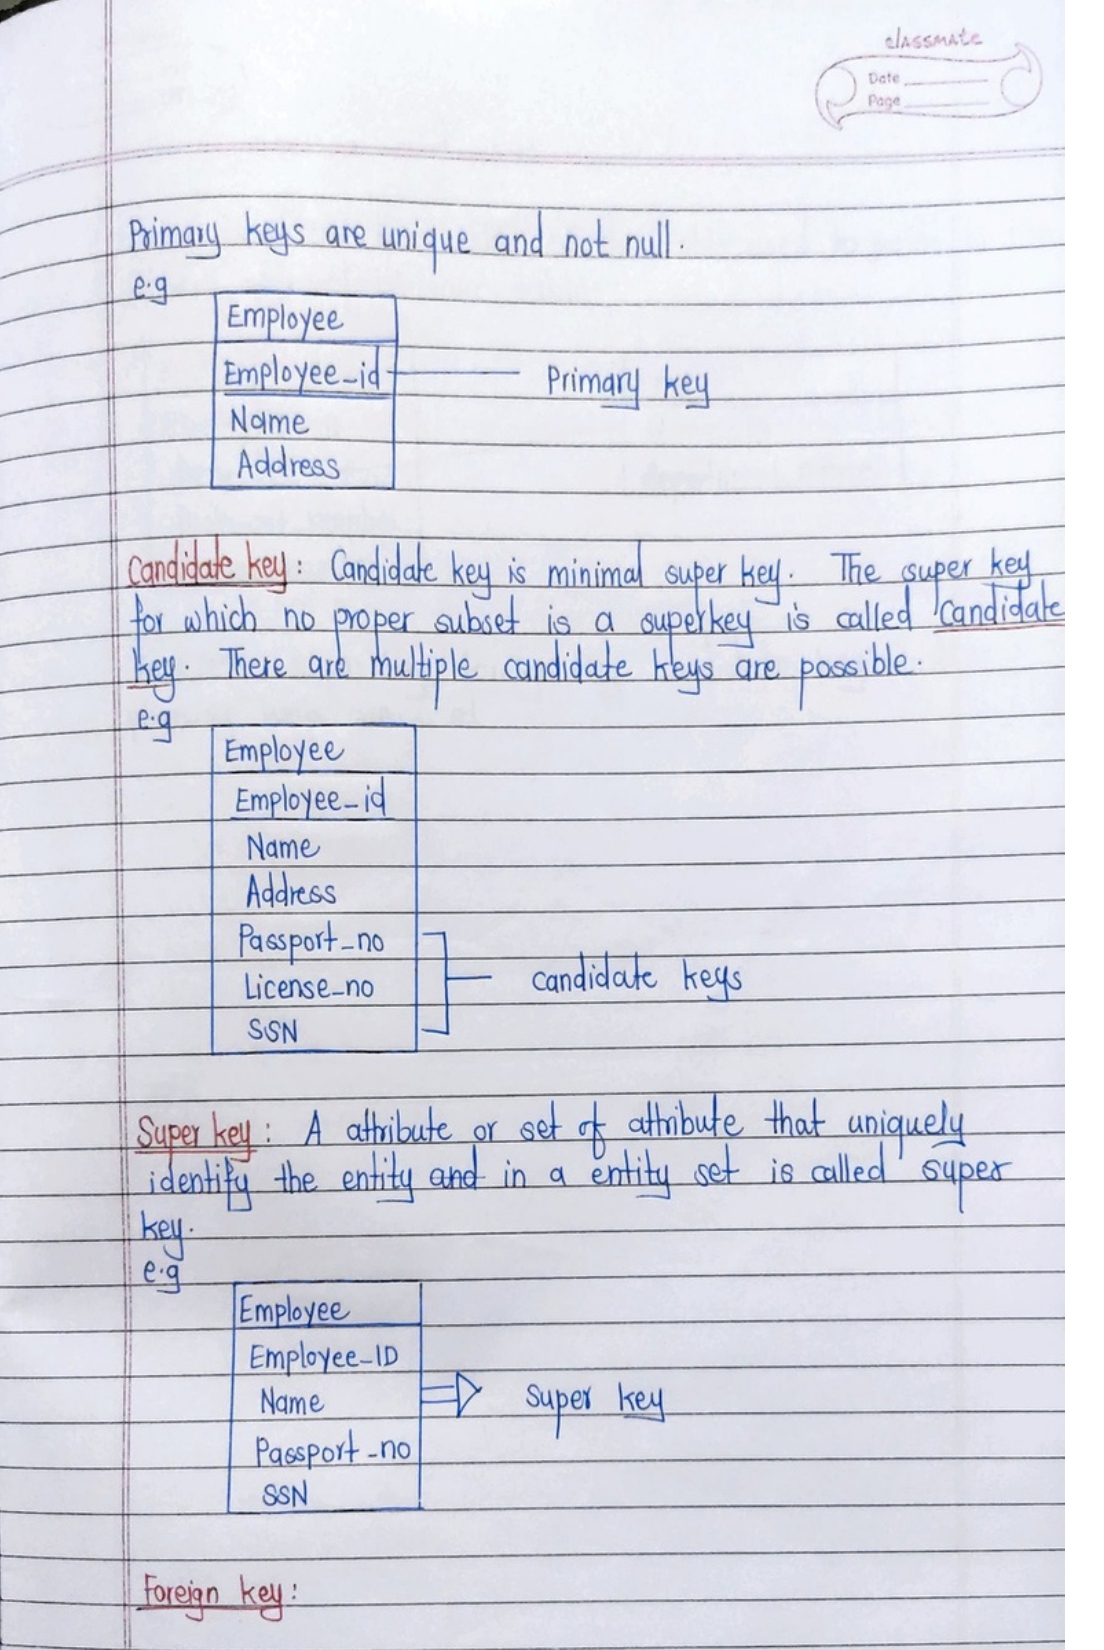 classmate
Date
Page
Primary keys are unique and not null.
e.g
Employee
Employee_id
Primary key
Name
Address
Candidate key: Candidate key is minimal super key. The super key
for which no proper subset is a superkey is called candidate
key. There are multiple candidate keys are possible.
e.g
Employee
Employee_id
Name
Address
Passport_no
License_no
candidate keys
SSN
Super key: A attribute or set of attribute that uniquely
identify the entity and in a entity set is called super
key.
e.g
Employee
Employee_ID
Name
Super key
Passport_no
SSN
Foreign key: